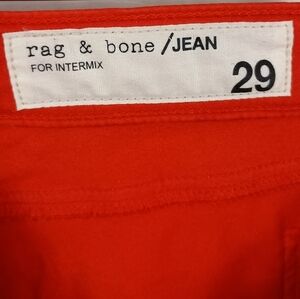 rag & bone /JEAN
FOR INTERMIX
29